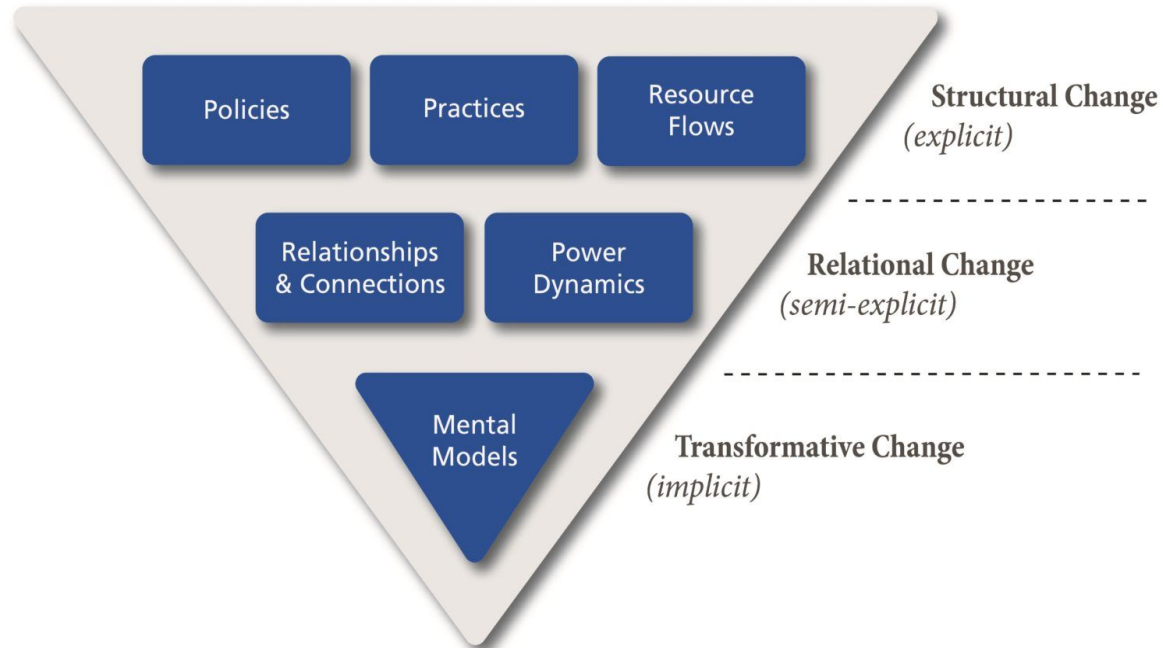 Policies
Practices
Resource
Flows
Structural Change
(explicit)
Relationships
& Connections
Power
Dynamics
Relational Change
(semi-explicit)
Mental
Models
Transformative Change
(implicit)